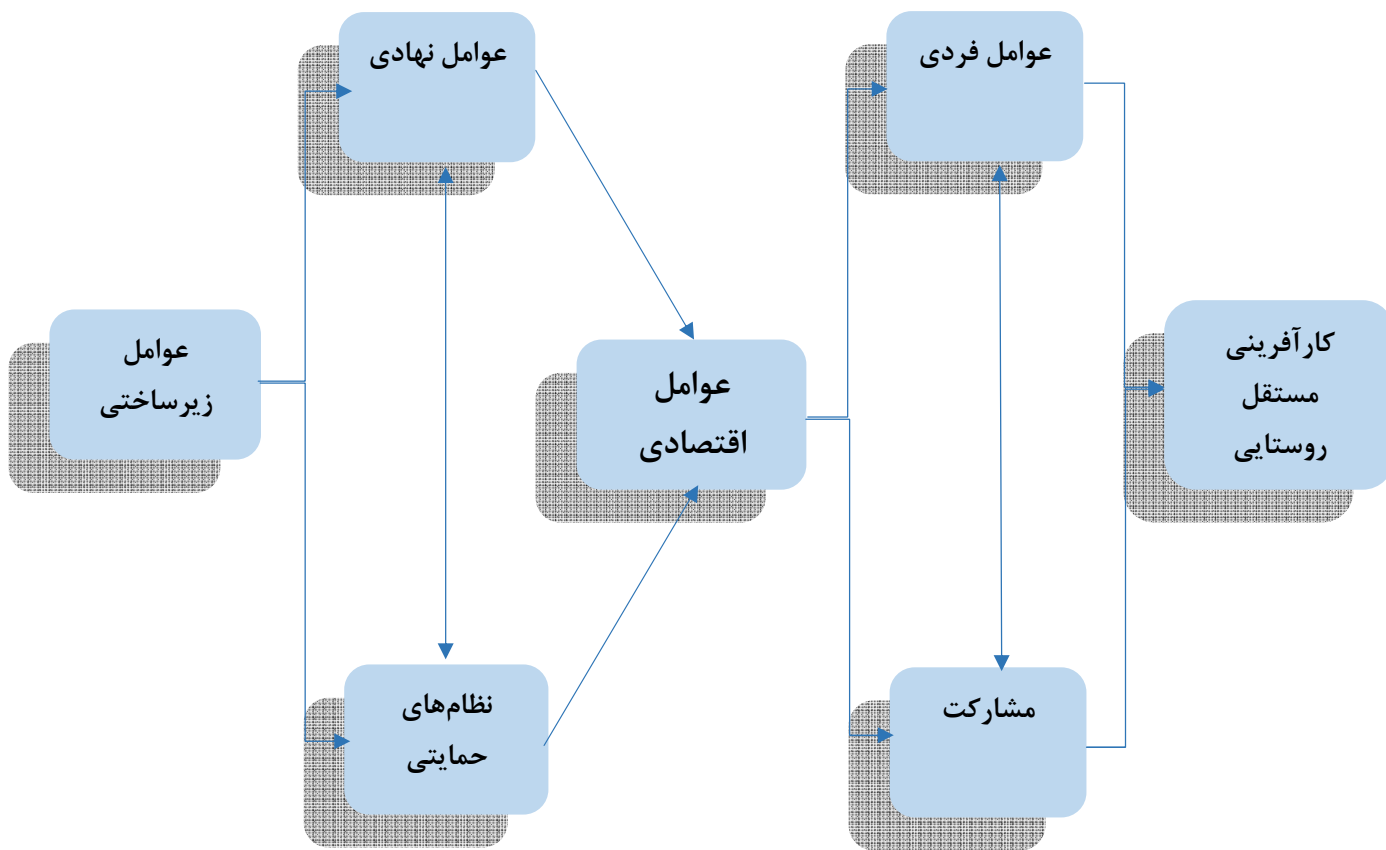 عوامل نهادی
عوامل فردی
عوامل
زیرساختی
عوامل
اقتصادی
کارآفرینی
مستقل
روستایی
نظام‌های
حمایتی
مشارکت